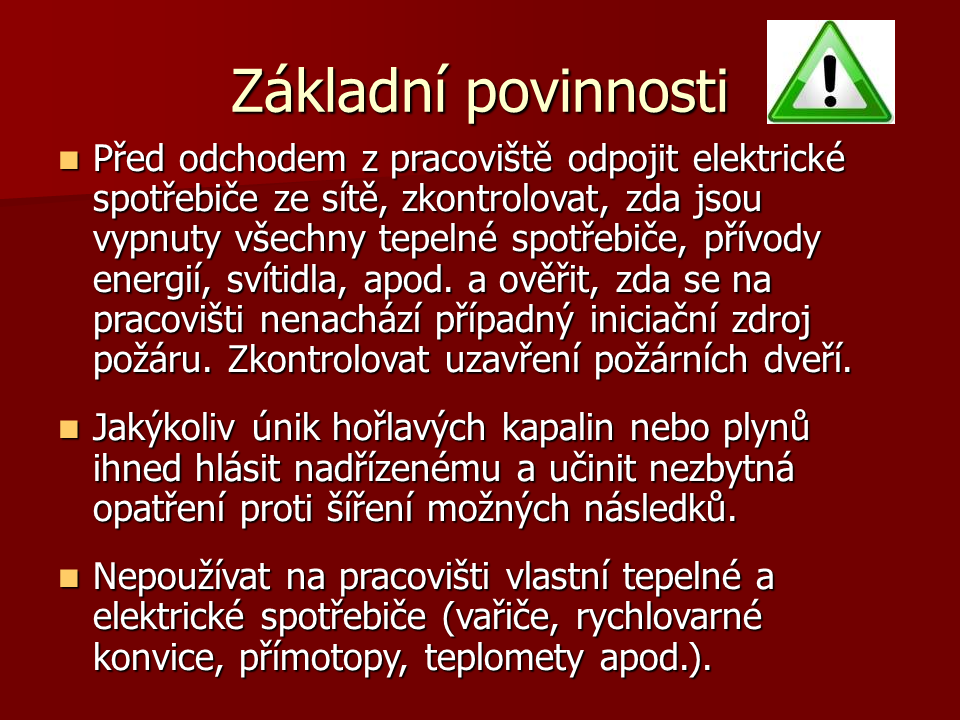 Základní povinnosti
Před odchodem z pracoviště odpojit elektrické
spotřebiče ze sítě, zkontrolovat, zda jsou
vypnuty všechny tepelné spotřebiče, přívody
energií, svítidla, apod. a ověřit, zda se na
pracovišti nenachází případný iniciační zdroj
požáru. Zkontrolovat uzavření požárních dveří.
Jakýkoliv únik hořlavých kapalin nebo plynů
ihned hlásit nadřízenému a učinit nezbytná
opatření proti šíření možných následků.
Nepoužívat na pracovišti vlastní tepelné a
elektrické spotřebiče (vařiče, rychlovarné
konvice, přímotopy, teplomety apod.).